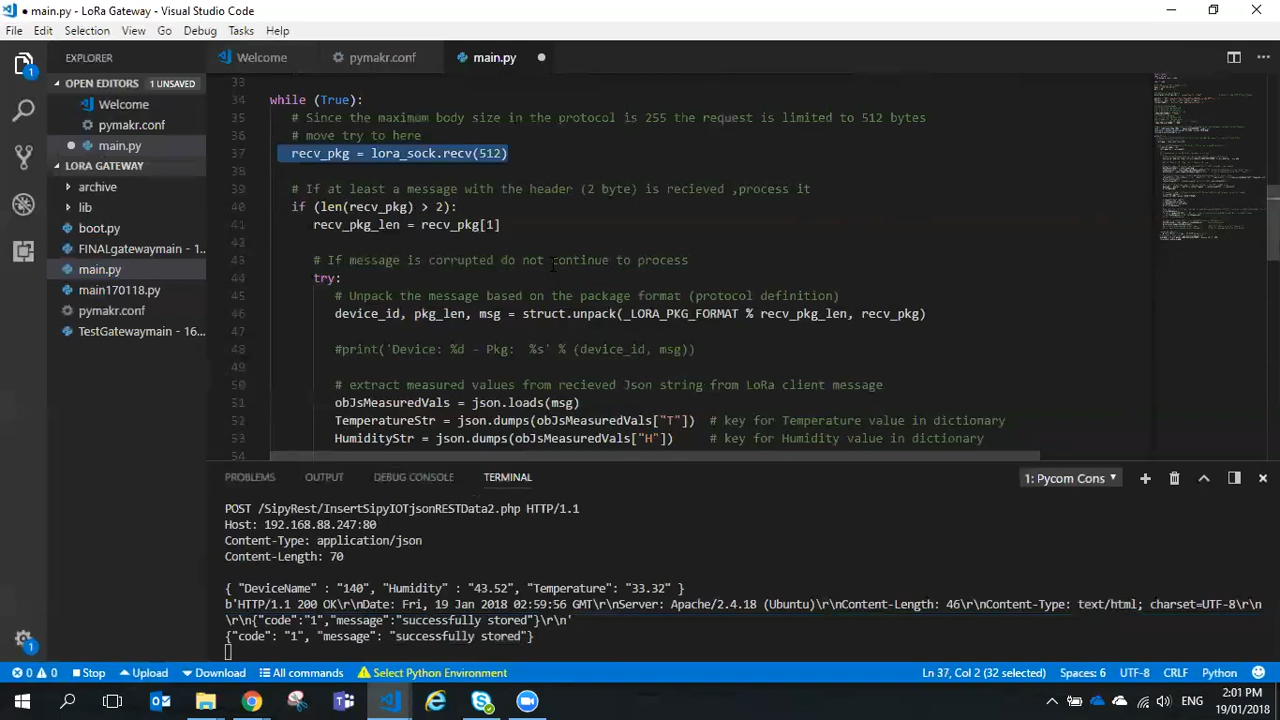 main.py - LoRa Gateway - Visual Studio Code
File Edit Selection View Go Debug Tasks Help
EXPLORER
OPEN EDITORS 1 UNSAVED
Welcome
pymakr.conf
main.py
LORA GATEWAY
archive
lib
boot.py
FINALgatewaymain - 1...
main.py
main170118.py
pymakr.conf
TestGatewaymain - 16...
1
1
Welcome pymakr.conf main.py
33
34 while (True):
35 # Since the maximum body size in the protocol is 255 the request is limited to 512 bytes
36 # move try to here
37 recv_pkg = lora_sock.recv(512)
38
39 # If at least a message with the header (2 byte) is recieved ,process it
40 if (len(recv_pkg) > 2):
41 recv_pkg_len = recv_pkg[1]
42
43 # If message is corrupted do not continue to process
44 try:
45 # Unpack the message based on the package format (protocol definition)
46 device_id, pkg_len, msg = struct.unpack(_LORA_PKG_FORMAT % recv_pkg_len, recv_pkg)
47
48 #print('Device: %d - Pkg:  %s' % (device_id, msg))
49
50 # extract measured values from recieved Json string from LoRa client message
51 obJsMeasuredVals = json.loads(msg)
52 TemperatureStr = json.dumps(obJsMeasuredVals["T"]) # key for Temperature value in dictionary
53 HumidityStr = json.dumps(obJsMeasuredVals["H"]) # key for Humidity value in dictionary
54
PROBLEMS OUTPUT DEBUG CONSOLE TERMINAL 1: Pycom Cons
POST /SipyRest/InsertSipyIOTjsonRESTData2.php HTTP/1.1
Host: 192.168.88.247:80
Content-Type: application/json
Content-Length: 70
{ "DeviceName" : "140", "Humidity" : "43.52", "Temperature": "33.32" }
b'HTTP/1.1 200 OK\r\nDate: Fri, 19 Jan 2018 02:59:56 GMT\r\nServer: Apache/2.4.18 (Ubuntu)\r\nContent-Length: 46\r\nContent-Type: text/html; charset=UTF-8\r\n
\r\n{"code":"1","message":"successfully stored"}\r\n'
{"code": "1", "message": "successfully stored"}
0 0 Stop Upload Download All commands Select Python Environment Ln 37, Col 2 (32 selected) Spaces: 6 UTF-8 CRLF Python
ENG 2:01 PM
19/01/2018